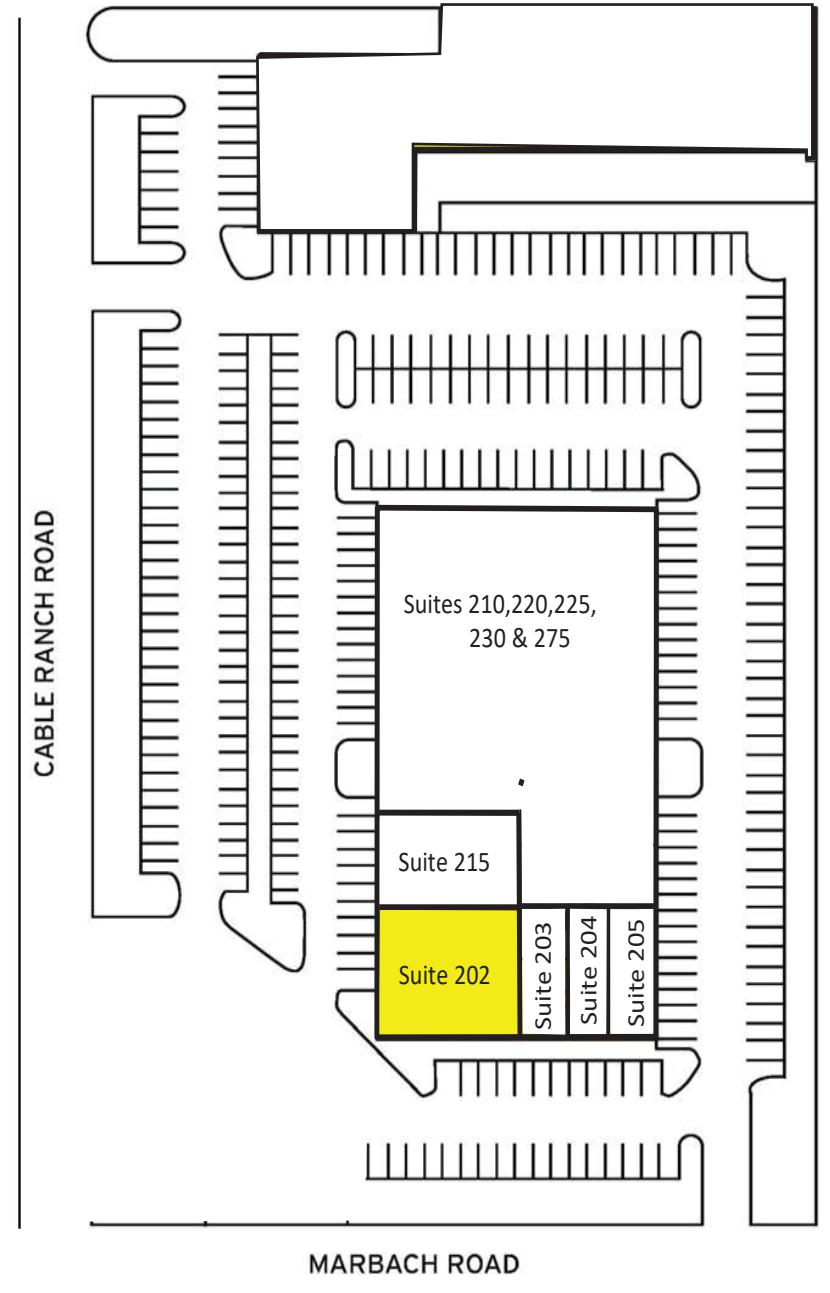 CABLE RANCH ROAD
Suites 210,220,225,
230 & 275
Suite 215
Suite 202
Suite 203
Suite 204
Suite 205
MARBACH ROAD